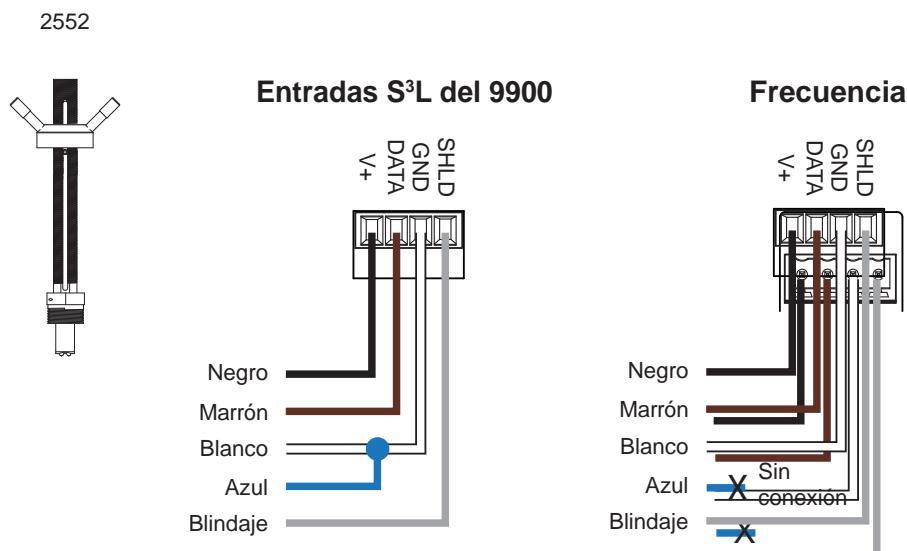 2552
Entradas S³L del 9900
V+
DATA
GND
SHLD
Negro
Marrón
Blanco
Azul
Blindaje
Frecuencia
V+
DATA
GND
SHLD
Negro
Marrón
Blanco
Azul
X Sin
conexión
Blindaje
X